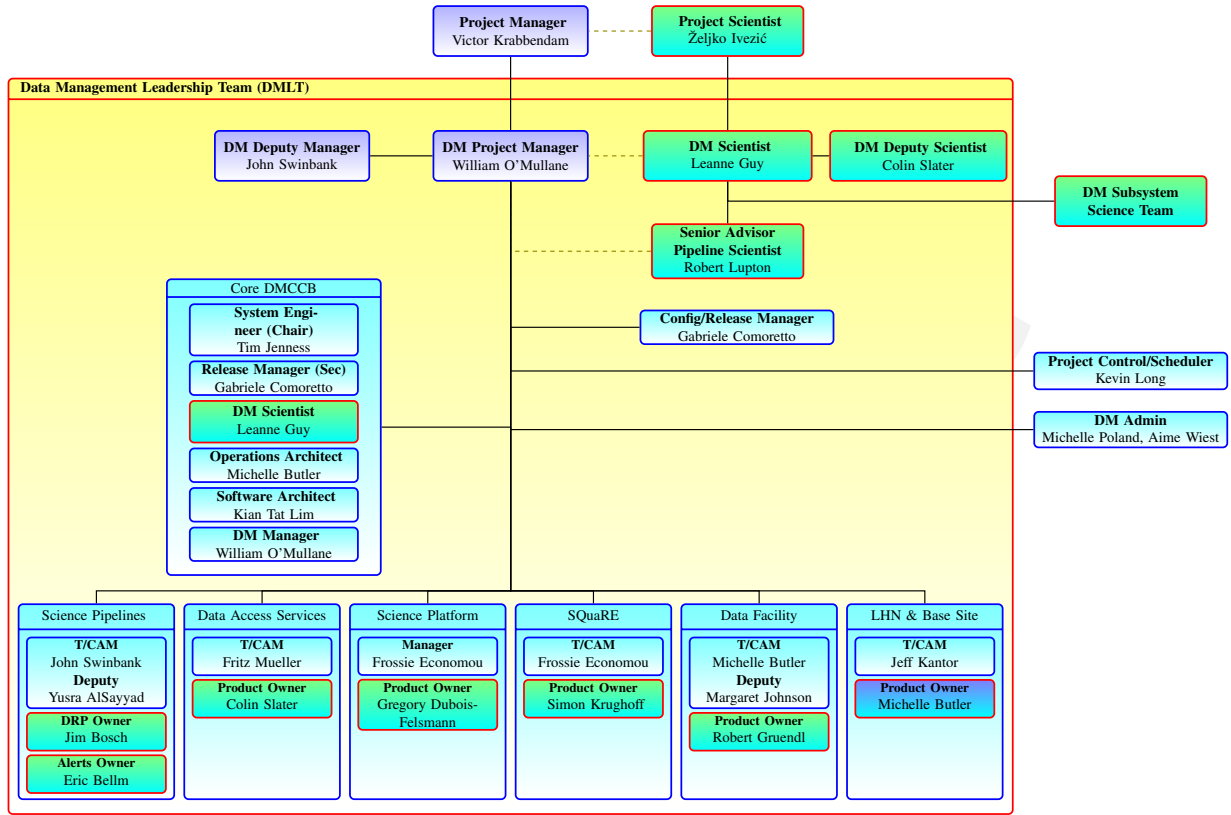 Project Manager
Victor Krabbendam
Project Scientist
Željko Ivezić
Data Management Leadership Team (DMLT)
DM Deputy Manager
John Swinbank
DM Project Manager
William O’Mullane
DM Scientist
Leanne Guy
DM Deputy Scientist
Colin Slater
DM Subsystem
Science Team
Senior Advisor
Pipeline Scientist
Robert Lupton
Core DMCCB
System Engi-
neer (Chair)
Tim Jenness
Release Manager (Sec)
Gabriele Comoretto
DM Scientist
Leanne Guy
Operations Architect
Michelle Butler
Software Architect
Kian Tat Lim
DM Manager
William O’Mullane
Config/Release Manager
Gabriele Comoretto
Project Control/Scheduler
Kevin Long
DM Admin
Michelle Poland, Aime Wiest
Science Pipelines
T/CAM
John Swinbank
Deputy
Yusra AlSayyad
DRP Owner
Jim Bosch
Alerts Owner
Eric Bellm
Data Access Services
T/CAM
Fritz Mueller
Product Owner
Colin Slater
Science Platform
Manager
Frossie Economou
Product Owner
Gregory Dubois-
Felsmann
SQuaRE
T/CAM
Frossie Economou
Product Owner
Simon Krughoff
Data Facility
T/CAM
Michelle Butler
Deputy
Margaret Johnson
Product Owner
Robert Gruendl
LHN & Base Site
T/CAM
Jeff Kantor
Product Owner
Michelle Butler